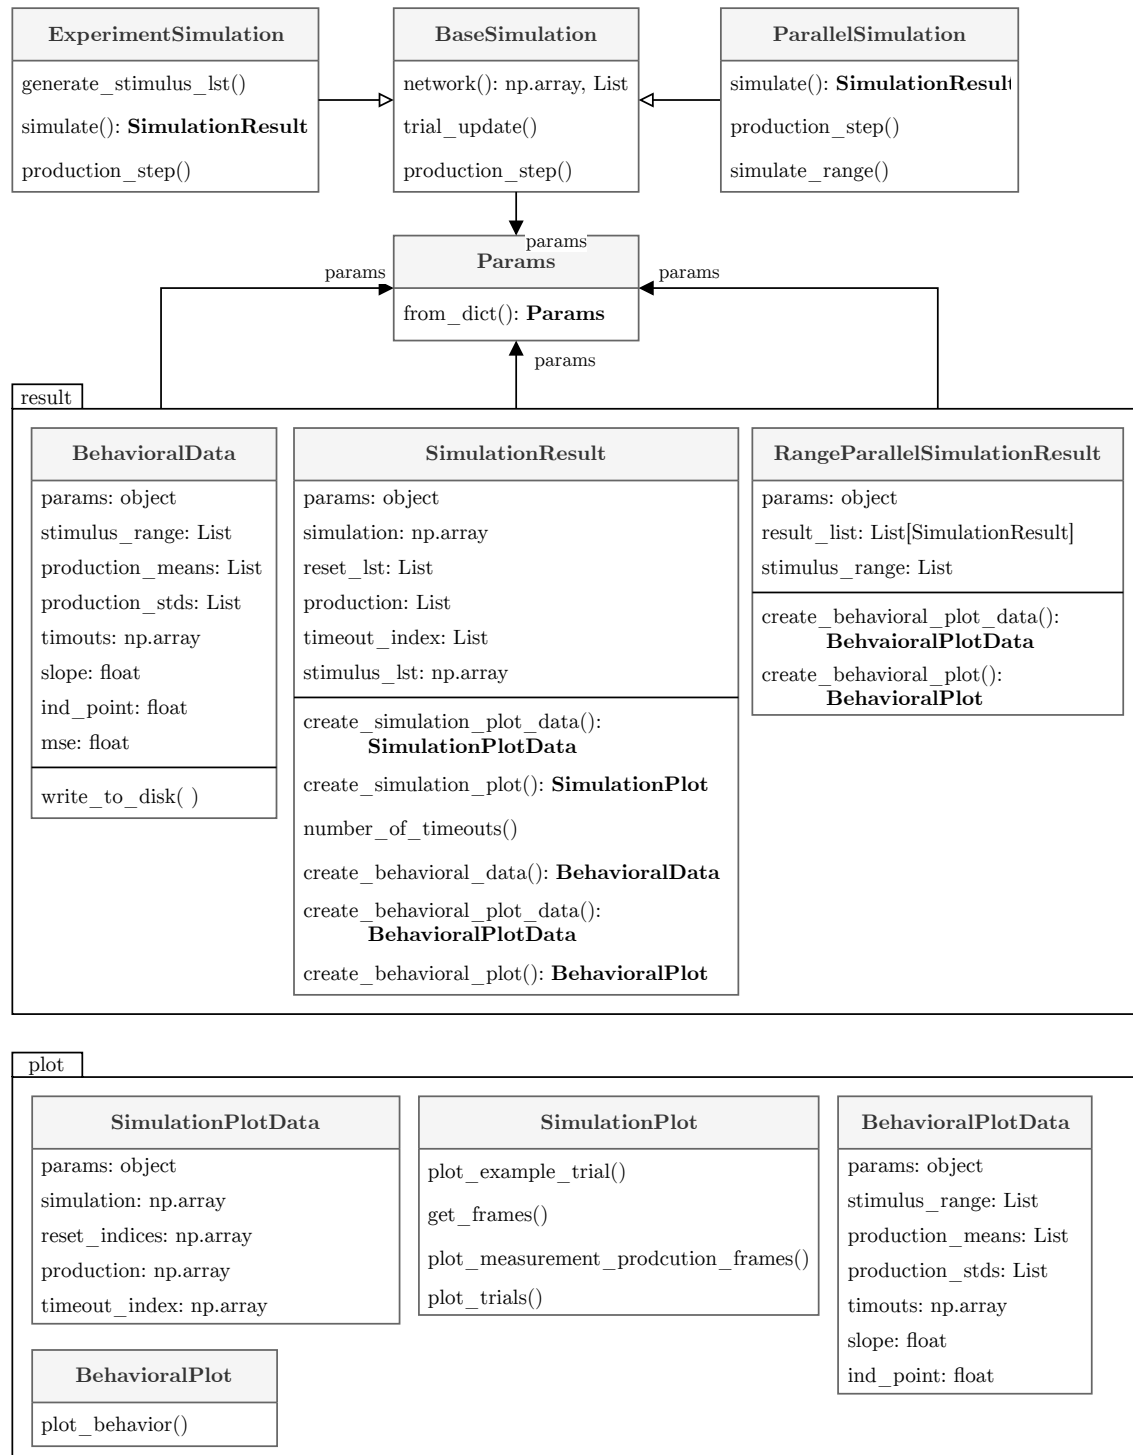 ExperimentSimulation
generate_stimulus_lst()
simulate(): SimulationResult
production_step()
BaseSimulation
network(): np.array, List
trial_update()
production_step()
ParallelSimulation
simulate(): SimulationResult
production_step()
simulate_range()
params
Params
from_dict(): Params
params
params
params
result
BehavioralData
params: object
stimulus_range: List
production_means: List
production_stds: List
timouts: np.array
slope: float
ind_point: float
mse: float
write_to_disk( )
SimulationResult
params: object
simulation: np.array
reset_lst: List
production: List
timeout_index: List
stimulus_lst: np.array
create_simulation_plot_data():
SimulationPlotData
create_simulation_plot(): SimulationPlot
number_of_timeouts()
create_behavioral_data(): BehavioralData
create_behavioral_plot_data():
BehavioralPlotData
create_behavioral_plot(): BehavioralPlot
RangeParallelSimulationResult
params: object
result_list: List[SimulationResult]
stimulus_range: List
create_behavioral_plot_data():
BehvaioralPlotData
create_behavioral_plot():
BehavioralPlot
plot
SimulationPlotData
params: object
simulation: np.array
reset_indices: np.array
production: np.array
timeout_index: np.array
SimulationPlot
plot_example_trial()
get_frames()
plot_measurement_prodcution_frames()
plot_trials()
BehavioralPlotData
params: object
stimulus_range: List
production_means: List
production_stds: List
timouts: np.array
slope: float
ind_point: float
BehavioralPlot
plot_behavior()